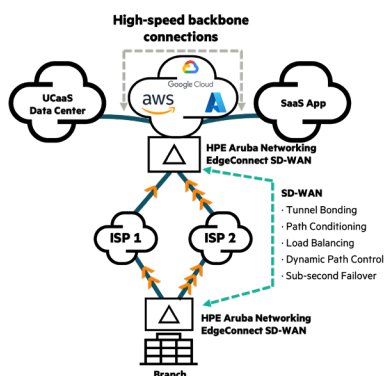 High-speed backbone
connections
UCaaS
Data Center
Google Cloud
aws
SaaS App
HPE Aruba Networking
EdgeConnect SD-WAN
SD-WAN
· Tunnel Bonding
· Path Conditioning
· Load Balancing
· Dynamic Path Control
· Sub-second Failover
ISP 1
ISP 2
HPE Aruba Networking
EdgeConnect SD-WAN
Branch